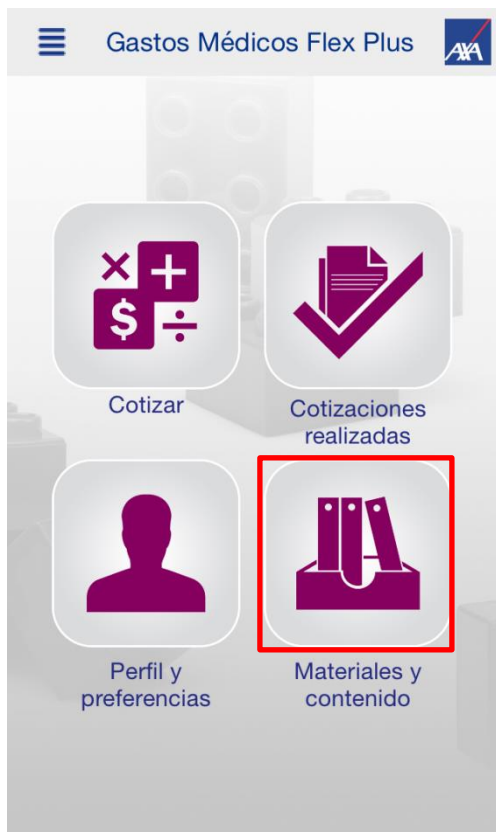 Gastos Médicos Flex Plus
AXA
$
Cotizar
Cotizaciones
realizadas
Perfil y
preferencias
Materiales y
contenido